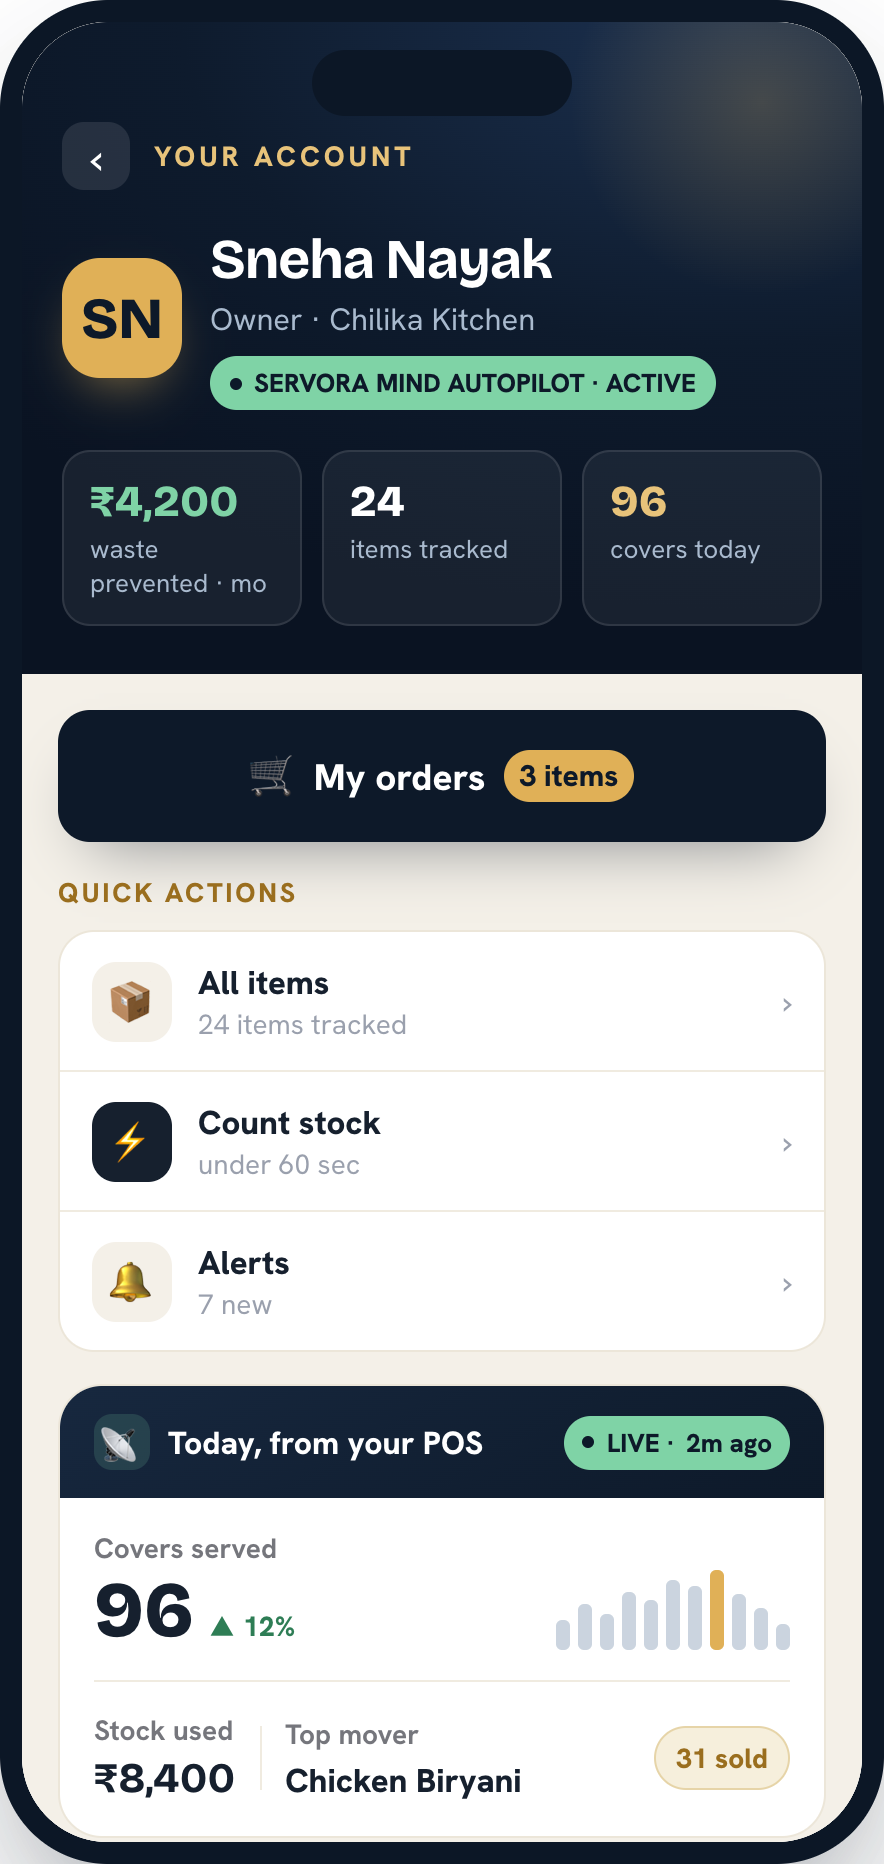 YOUR ACCOUNT
SN
Sneha Nayak
Owner · Chilika Kitchen
SERVORA MIND AUTOPILOT · ACTIVE
₹4,200
waste
prevented · mo
24
items tracked
96
covers today
My orders
3 items
QUICK ACTIONS
All items
24 items tracked
Count stock
under 60 sec
Alerts
7 new
Today, from your POS
LIVE · 2m ago
Covers served
96 ▲ 12%
Stock used
₹8,400
Top mover
Chicken Biryani
31 sold